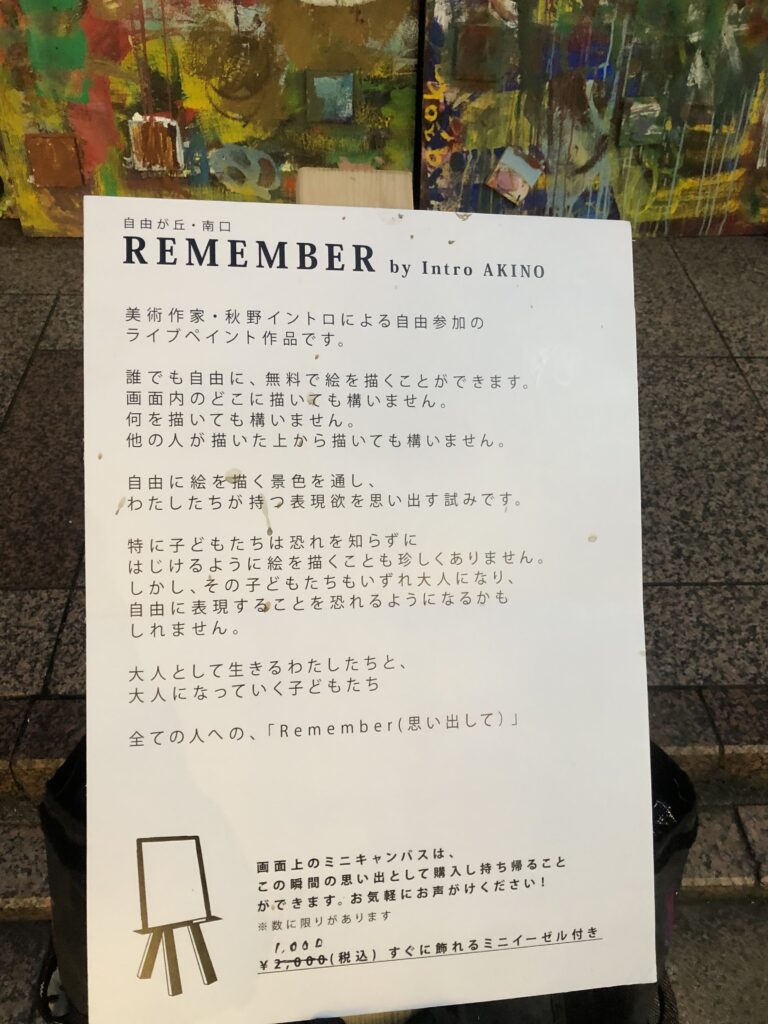 自由が丘・南口
REMEMBER by Intro AKINO
美術作家・秋野イントロによる自由参加の
ライブペイント作品です。
誰でも自由に、無料で絵を描くことができます。
画面内のどこに描いても構いません。
何を描いても構いません。
他の人が描いた上から描いても構いません。
自由に絵を描く景色を通し、
わたしたちが持つ表現欲を思い出す試みです。
特に子どもたちは恐れを知らずに
はじけるように絵を描くことも珍しくありません。
しかし、その子どもたちもいずれ大人になり、
自由に表現することを恐れるようになるかも
しれません。
大人として生きるわたしたちと、
大人になっていく子どもたち
全ての人への、「Remember(思い出して)」
画面上のミニキャンバスは、
この瞬間の思い出として購入し持ち帰ること
ができます。お気軽にお声がけください!
※数に限りがあります
1,000
¥2,000(税込) すぐに飾れるミニイーゼル付き